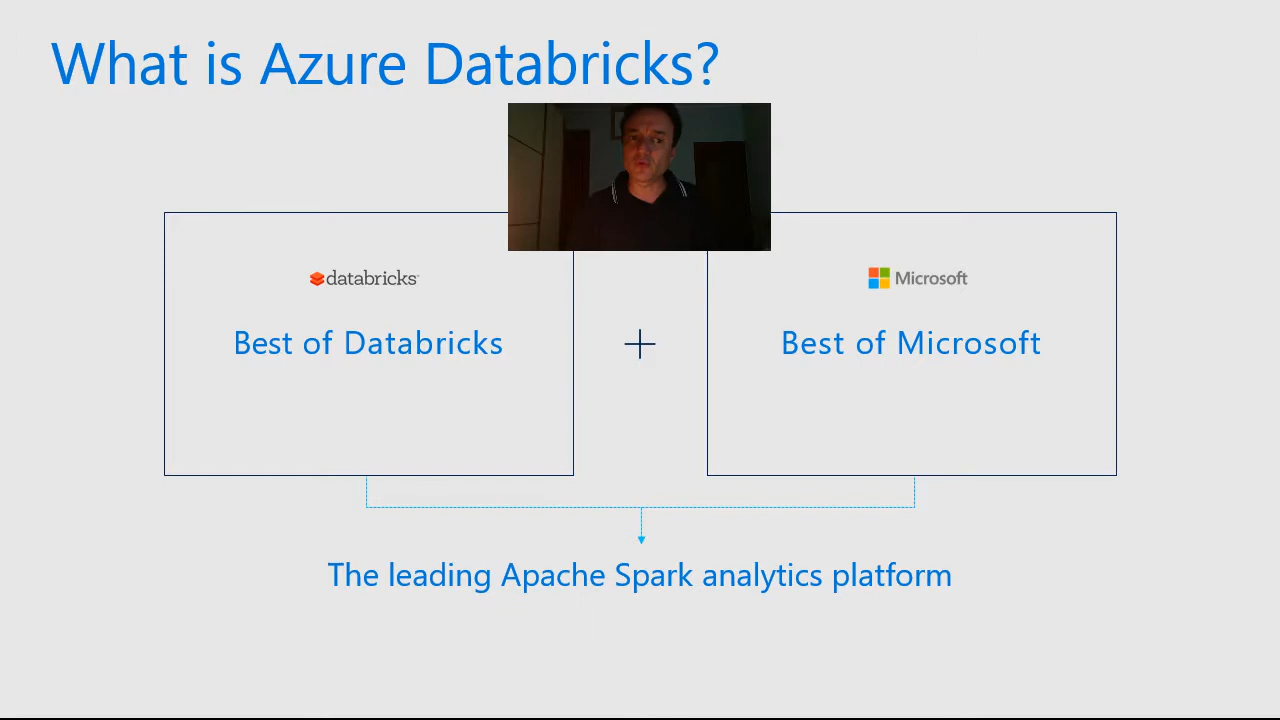 What is Azure Databricks?
databricks
Microsoft
Best of Databricks
+
Best of Microsoft
The leading Apache Spark analytics platform